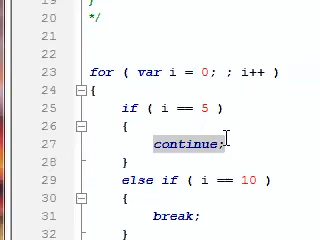 19 }
20 */
21
22
23 for ( var i = 0; ; i++ )
24 {
25 if ( i == 5 )
26 {
27 continue;
28 }
29 else if ( i == 10 )
30 {
31 break;
32 }